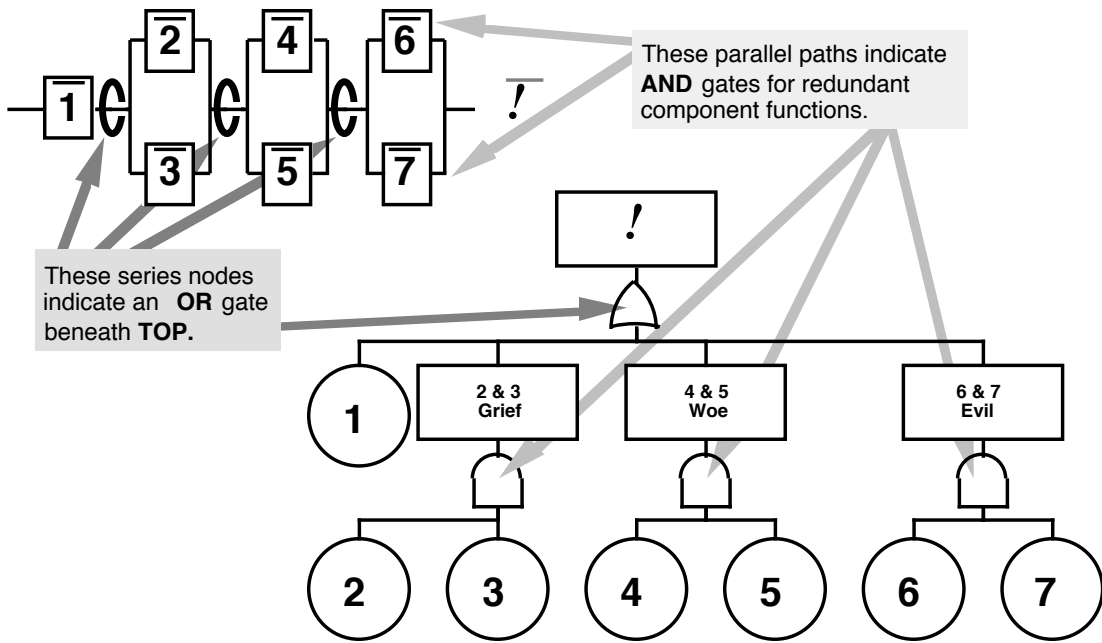 2 4 6
1
3 5 7
!
These parallel paths indicate
AND gates for redundant
component functions.
These series nodes
indicate an OR gate
beneath TOP.
!
1
2 & 3
Grief
4 & 5
Woe
6 & 7
Evil
2 3 4 5 6 7